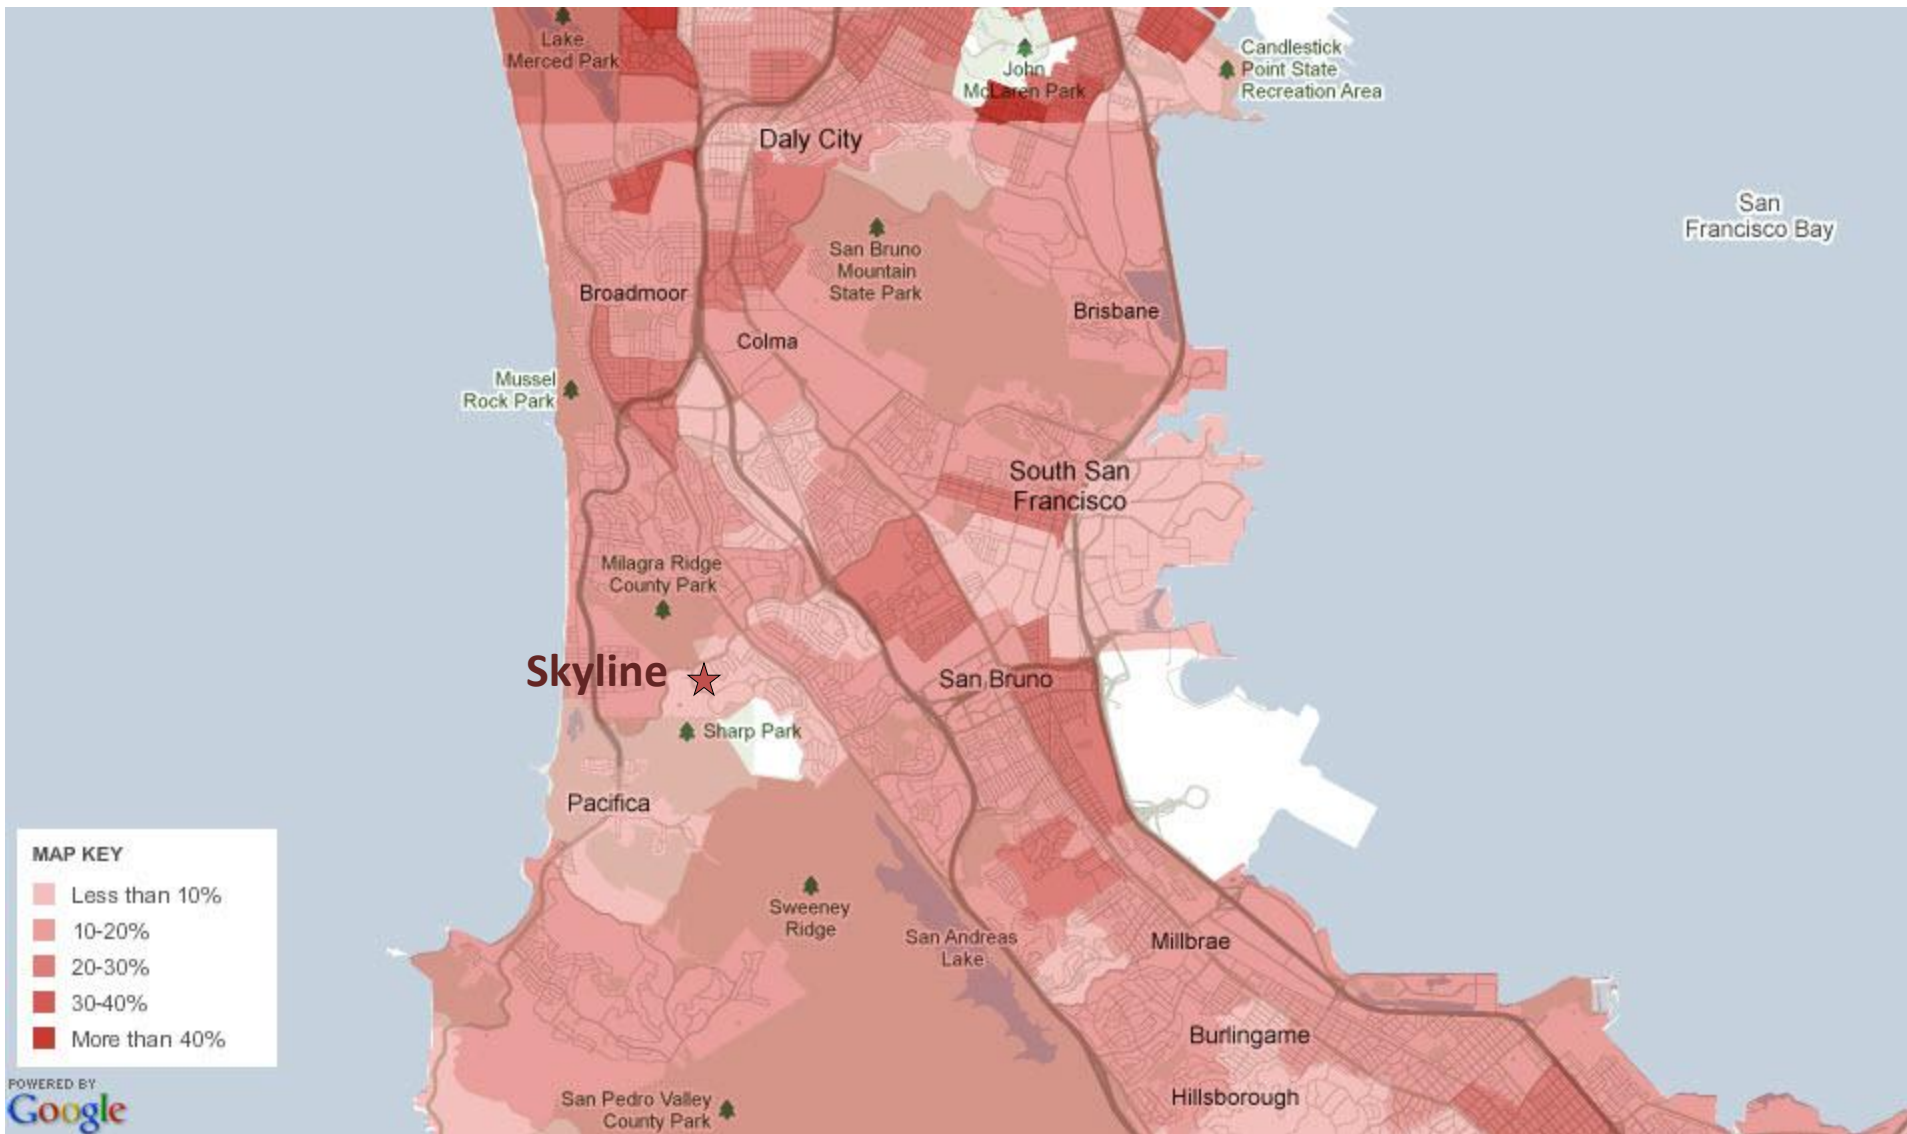 Lake
Merced Park
John
McLaren Park
Candlestick
Point State
Recreation Area
Daly City
San
Francisco Bay
San Bruno
Mountain
State Park
Broadmoor
Brisbane
Colma
Mussel
Rock Park
South San
Francisco
Milagra Ridge
County Park
Skyline
San Bruno
Sharp Park
Pacifica
MAP KEY
Less than 10%
10-20%
20-30%
30-40%
More than 40%
Sweeney
Ridge
San Andreas
Lake
Millbrae
Burlingame
Hillsborough
San Pedro Valley
County Park
POWERED BY
Google